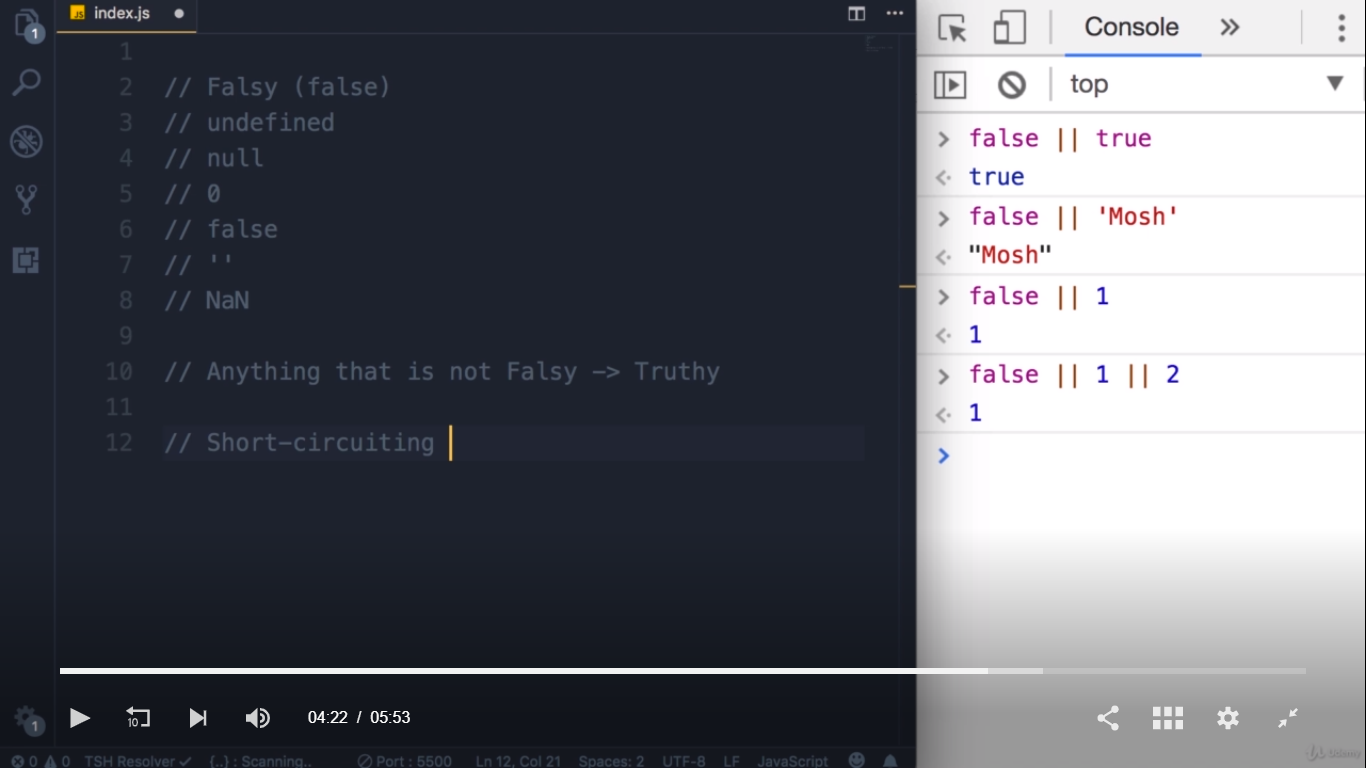 JS index.js
1
2 // Falsy (false)
3 // undefined
4 // null
5 // 0
6 // false
7 // ''
8 // NaN
9
10 // Anything that is not Falsy -> Truthy
11
12 // Short-circuiting
Console
top
false || true
true
false || 'Mosh'
"Mosh"
false || 1
1
false || 1 || 2
1
1
10
04:22 / 05:53
1
0 0 TSH Resolver {..} : Scanning.. Port : 5500 Ln 12, Col 21 Spaces: 2 UTF-8 LF JavaScript
Udemy